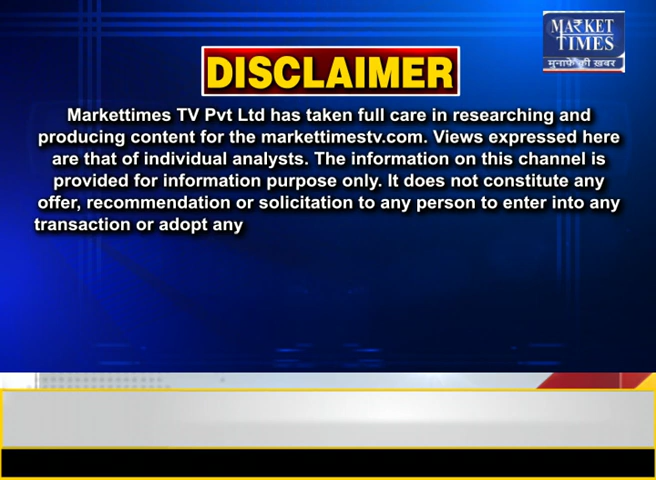 MARKET
TIMES
मुनाफे की ख़बर
DISCLAIMER
Markettimes TV Pvt Ltd has taken full care in researching and
producing content for the markettimestv.com. Views expressed here
are that of individual analysts. The information on this channel is
provided for information purpose only. It does not constitute any
offer, recommendation or solicitation to any person to enter into any
transaction or adopt any